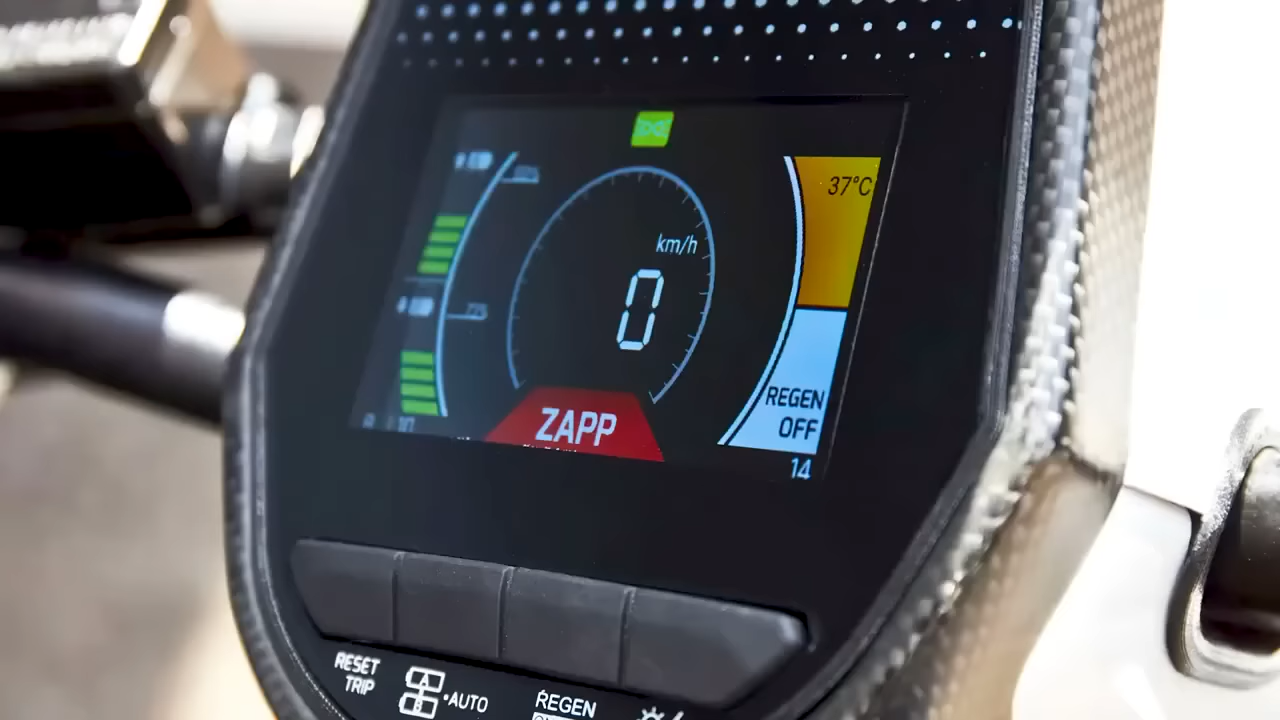 37°C
km/h
0
ZAPP
REGEN
OFF
14
RESET
TRIP
A
B
·AUTO
REGEN